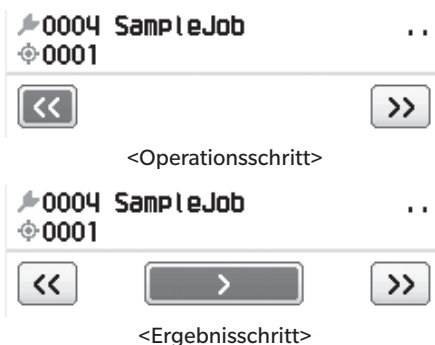 0004 SampleJob ..
0001
<< >>
<Operationsschritt>
0004 SampleJob ..
0001
<< > >>
<Ergebnisschritt>